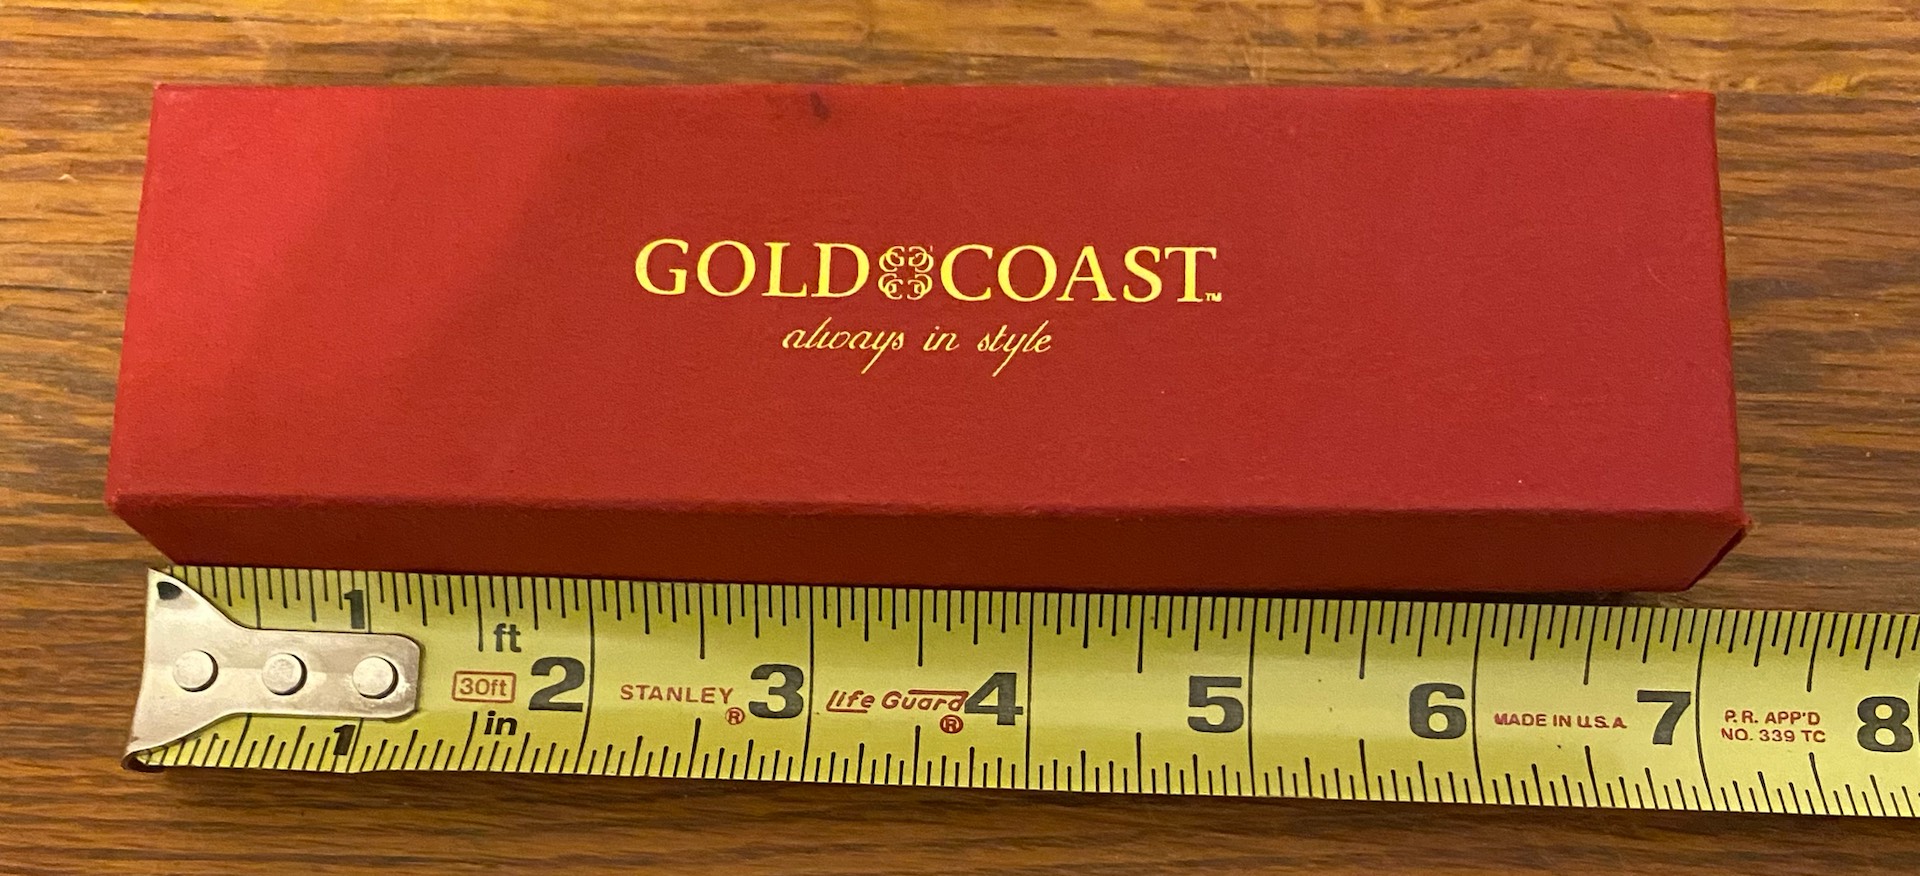 GOLD COAST™
always in style
1 ft
30ft 2 STANLEY® 3 Life Guard® 4 5 6 MADE IN U.S.A. 7 P.R. APP'D 8
NO. 339 TC
1 in